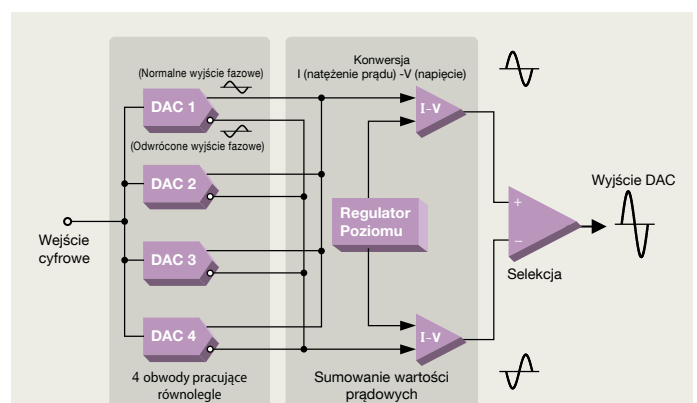 Konwersja
I (natężenie prądu) -V (napięcie)
(Normalne wyjście fazowe)
DAC 1
I-V
(Odwrócone wyjście fazowe)
DAC 2
Wyjście DAC
+
Regulator
Poziomu
Wejście
cyfrowe
−
DAC 3
Selekcja
DAC 4
I-V
4 obwody pracujące
równolegle
Sumowanie wartości
prądowych